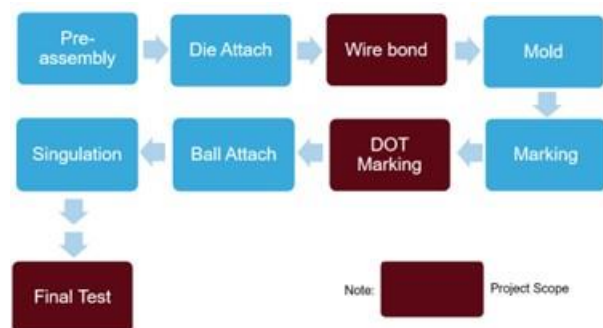 Pre-
assembly
Die Attach
Wire bond
Mold
Singulation
Ball Attach
DOT
Marking
Marking
Final Test
Note:
Project Scope